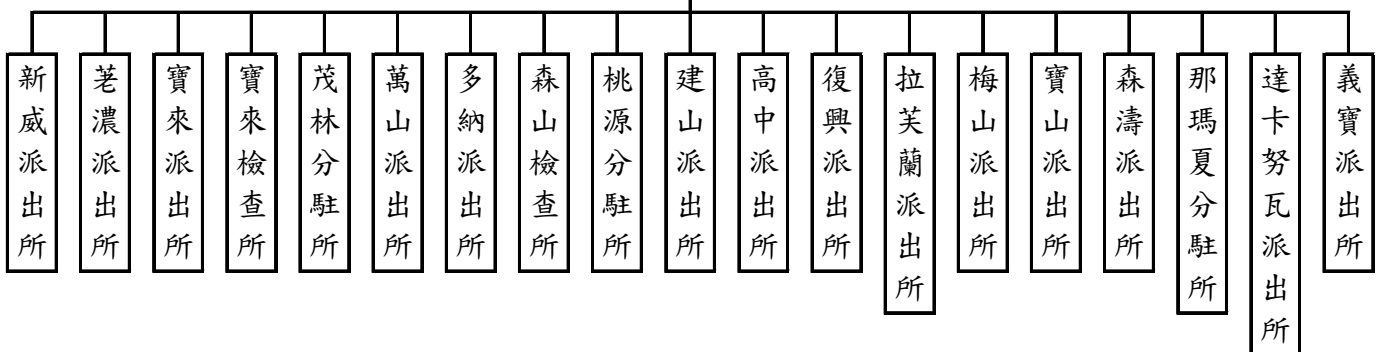 新威派出所
荖濃派出所
寶來派出所
寶來檢查所
茂林分駐所
萬山派出所
多納派出所
森山檢查所
桃源分駐所
建山派出所
高中派出所
復興派出所
拉芙蘭派出所
梅山派出所
寶山派出所
森濤派出所
那瑪夏分駐所
達卡努瓦派出所
義寶派出所